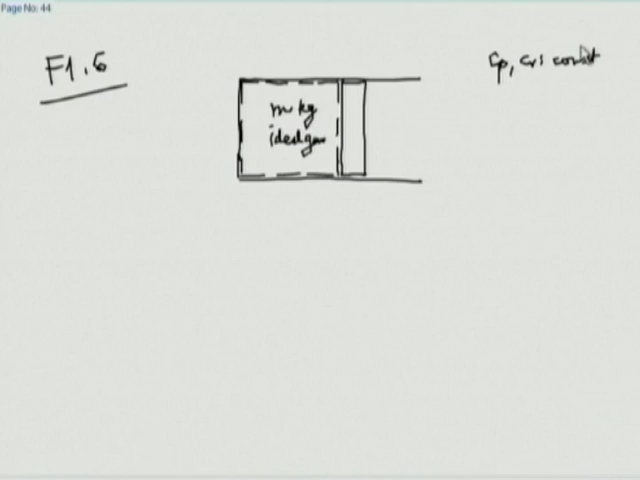 Page No: 44
F1.6
Cp, Cv: const
m kg
ideal gas